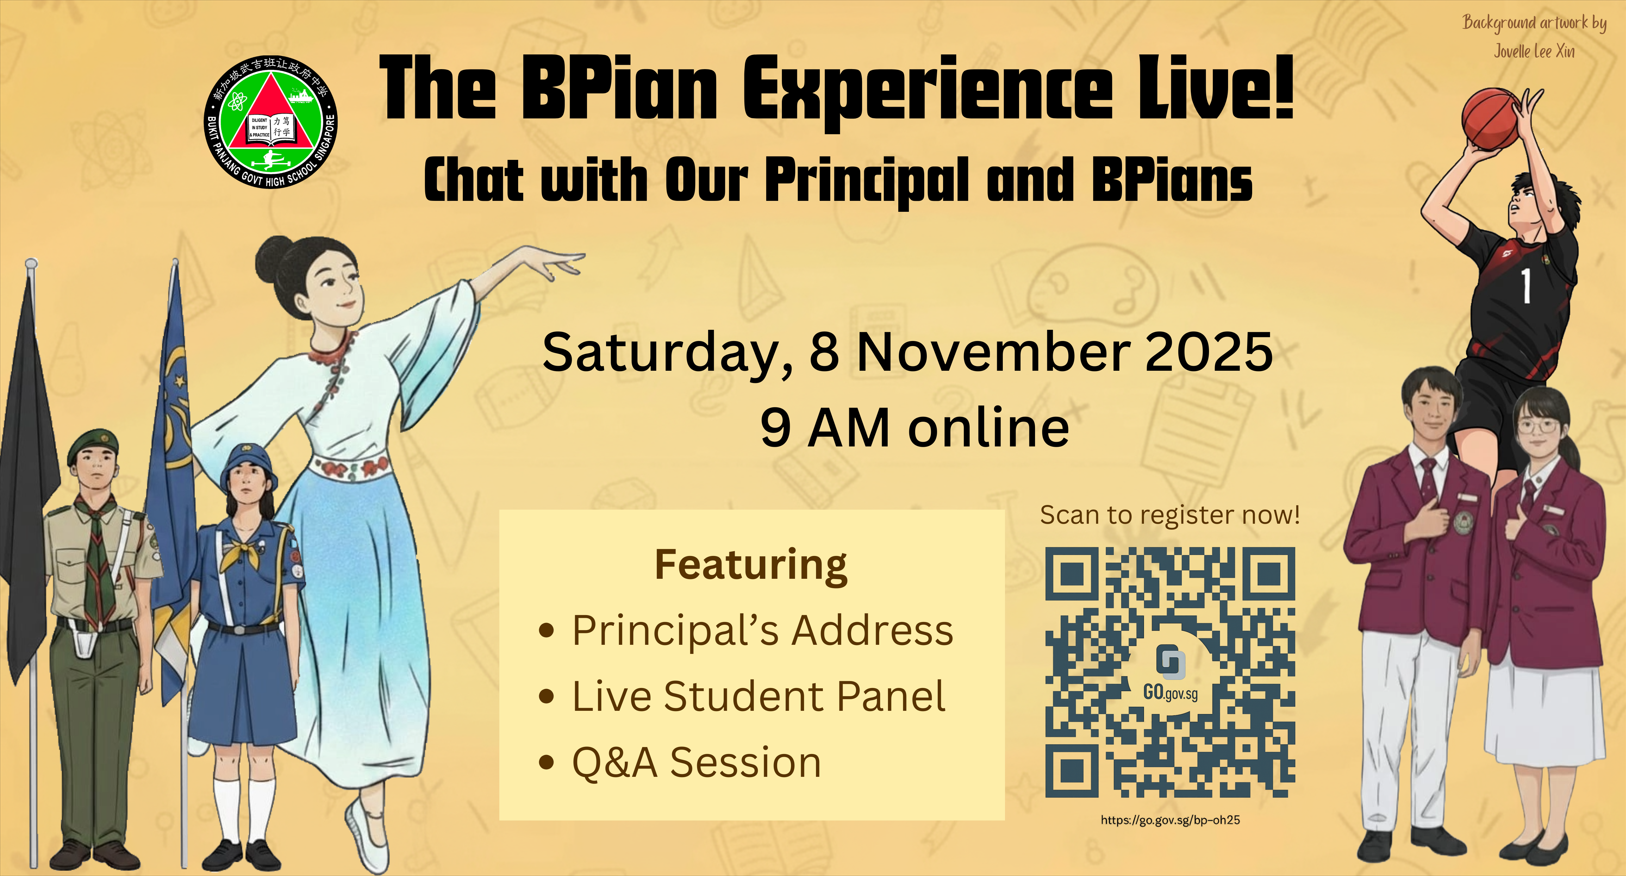 Background artwork by
Jovelle Lee Xin
新加坡武吉班让政府中学
BUKIT PANJANG GOVT HIGH SCHOOL SINGAPORE
DILIGENT
IN STUDY
& PRACTICE
力 篤
行 学
The BPian Experience Live!
Chat with Our Principal and BPians
1
Saturday, 8 November 2025
9 AM online
Featuring
• Principal’s Address
• Live Student Panel
• Q&A Session
Scan to register now!
GO.gov.sg
https://go.gov.sg/bp-oh25